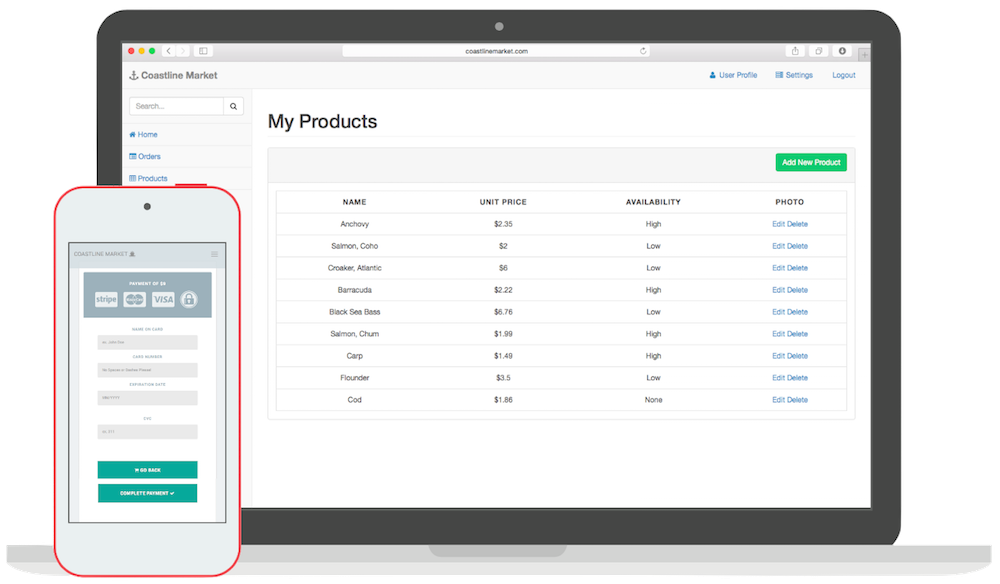 coastlinemarket.com
Coastline Market
User Profile Settings Logout
Search...
Home
Orders
Products
My Products
Add New Product
NAME UNIT PRICE AVAILABILITY PHOTO
Anchovy $2.35 High Edit Delete
Salmon, Coho $2 Low Edit Delete
Croaker, Atlantic $6 Low Edit Delete
Barracuda $2.22 High Edit Delete
Black Sea Bass $6.76 Low Edit Delete
Salmon, Chum $1.99 High Edit Delete
Carp $1.49 High Edit Delete
Flounder $3.5 Low Edit Delete
Cod $1.86 None Edit Delete
COASTLINE MARKET
PAYMENT OF $8
stripe MasterCard VISA
NAME ON CARD
ex. John Doe
CARD NUMBER
No Spaces or Dashes Please!
EXPIRATION DATE
MM/YYYY
CVC
ex. 311
GO BACK
COMPLETE PAYMENT